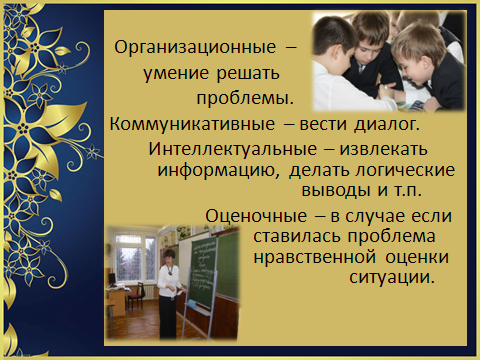 Организационные –
умение решать
проблемы.
Коммуникативные – вести диалог.
Интеллектуальные – извлекать
информацию, делать логические
выводы и т.п.
Оценочные – в случае если
ставилась проблема
нравственной оценки
ситуации.